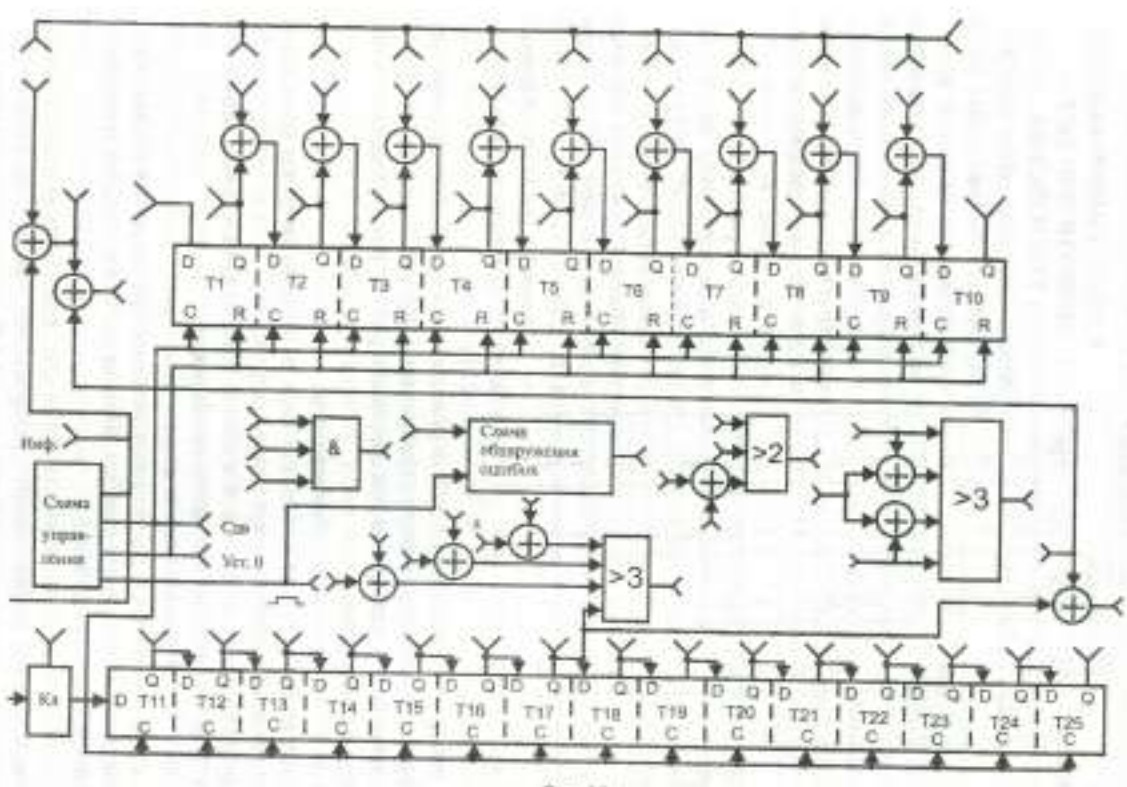 D Q D Q D Q D Q D Q D Q D Q D Q D Q D Q
T1 T2 T3 T4 T5 T6 T7 T8 T9 T10
C R C R C R C R C R C R C R C R C R
Инф.
Схема
управ-
ления
Сдв
Уст. 0
&
Схема
обнаружения
ошибок
>2
>3
>3
Кл
D
Q D Q D Q D Q D Q D Q D Q D Q D Q D Q D Q D Q D Q D Q D Q
T11 T12 T13 T14 T15 T16 T17 T18 T19 T20 T21 T22 T23 T24 T25
C C C C C C C C C C C C C C C